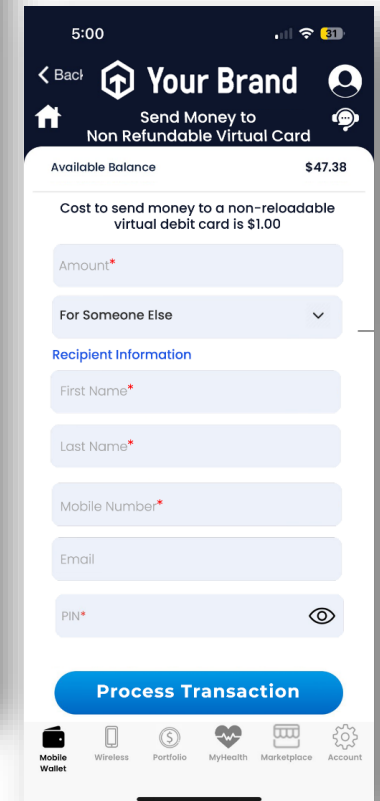 5:00
31
Back
Your Brand
Send Money to
Non Refundable Virtual Card
Available Balance $47.38
Cost to send money to a non-reloadable
virtual debit card is $1.00
Amount*
For Someone Else
Recipient Information
First Name*
Last Name*
Mobile Number*
Email
PIN*
Process Transaction
Mobile
Wallet
Wireless
Portfolio
MyHealth
Marketplace
Account